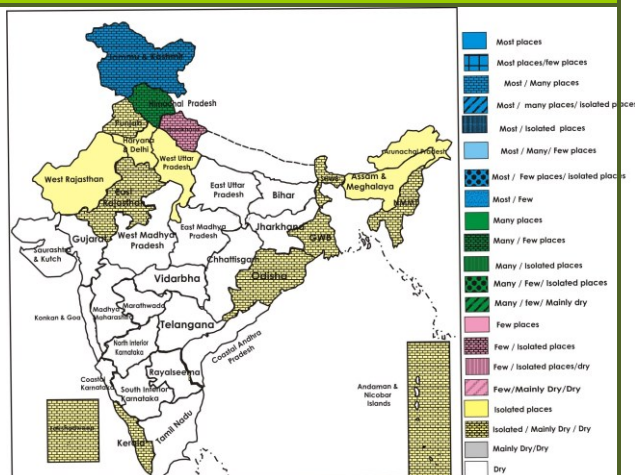 Jammu & Kashmir
Himachal Pradesh
Punjab
Haryana
& Delhi
West Uttar
Pradesh
West Rajasthan
East
Rajasthan
East Uttar
Pradesh
Bihar
Arunachal Pradesh
Assam &
Meghalaya
NMMT
Gujarat
West Madhya
Pradesh
East Madhya
Pradesh
Jharkhand
GWB
Saurashtra
& Kutch
Chhattisgarh
Odisha
Vidarbha
Konkan & Goa
Madhya
Maharashtra
Marathwada
Telangana
North Interior
Karnataka
Coastal Andhra
Pradesh
Rayalseema
Coastal
Karnataka
South Interior
Karnataka
Tamil Nadu
Kerala
Andaman &
Nicobar
Islands
Most places
Most places/few places
Most / Many places
Most / many places/ isolated places
Most / Isolated places
Most / Many/ Few places
Most / Few places/ isolated places
Most / Few
Many places
Many / Few places
Many / Isolated places
Many / Few/ Isolated places
Many / few/ Mainly dry
Few places
Few / Isolated places
Few / Isolated places/dry
Few/Mainly Dry/Dry
Isolated places
Isolated / Mainly Dry / Dry
Mainly Dry/Dry
Dry